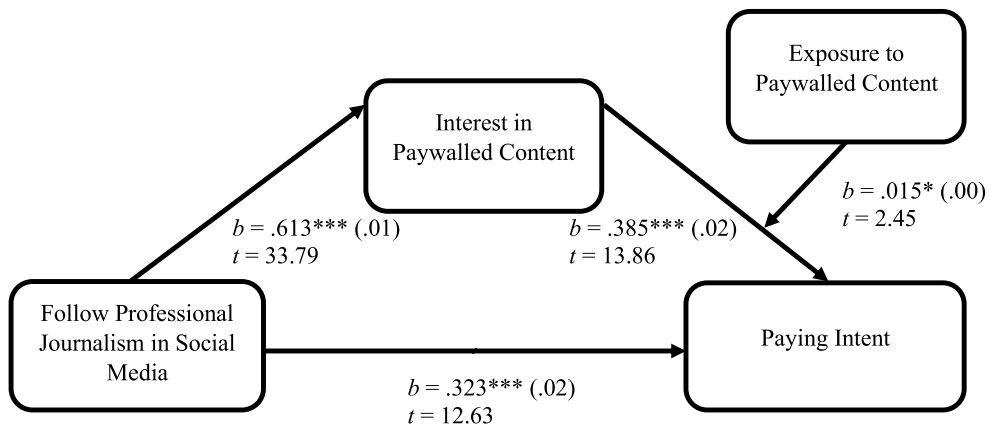 Exposure to
Paywalled Content
Interest in
Paywalled Content
b = .015* (.00)
t = 2.45
b = .613*** (.01)
t = 33.79
b = .385*** (.02)
t = 13.86
Follow Professional
Journalism in Social
Media
Paying Intent
b = .323*** (.02)
t = 12.63